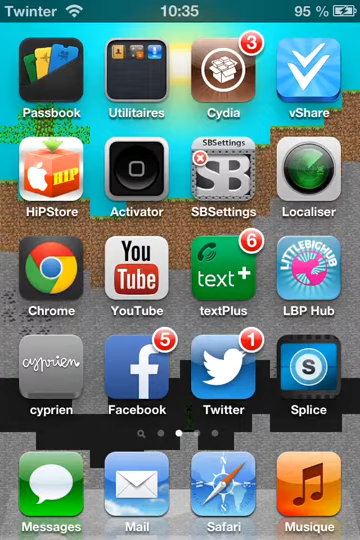 Twinter 10:35 95 %
3
Passbook Utilitaires Cydia vShare
SBSettings
HIP SB
HiPStore Activator SBSettings Localiser
6
You
Tube text+ LITTLEBIGHUB
Chrome YouTube textPlus LBP Hub
5 1
cyprien f S
cyprien Facebook Twitter Splice
Messages Mail Safari Musique